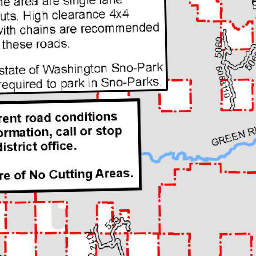 e area are single lane
uts. High clearance 4x4
with chains are recommended
these roads.
state of Washington Sno-Park
required to park in Sno-Parks.
rent road conditions
ormation, call or stop
district office.
re of No Cutting Areas.
GREEN RI
5060